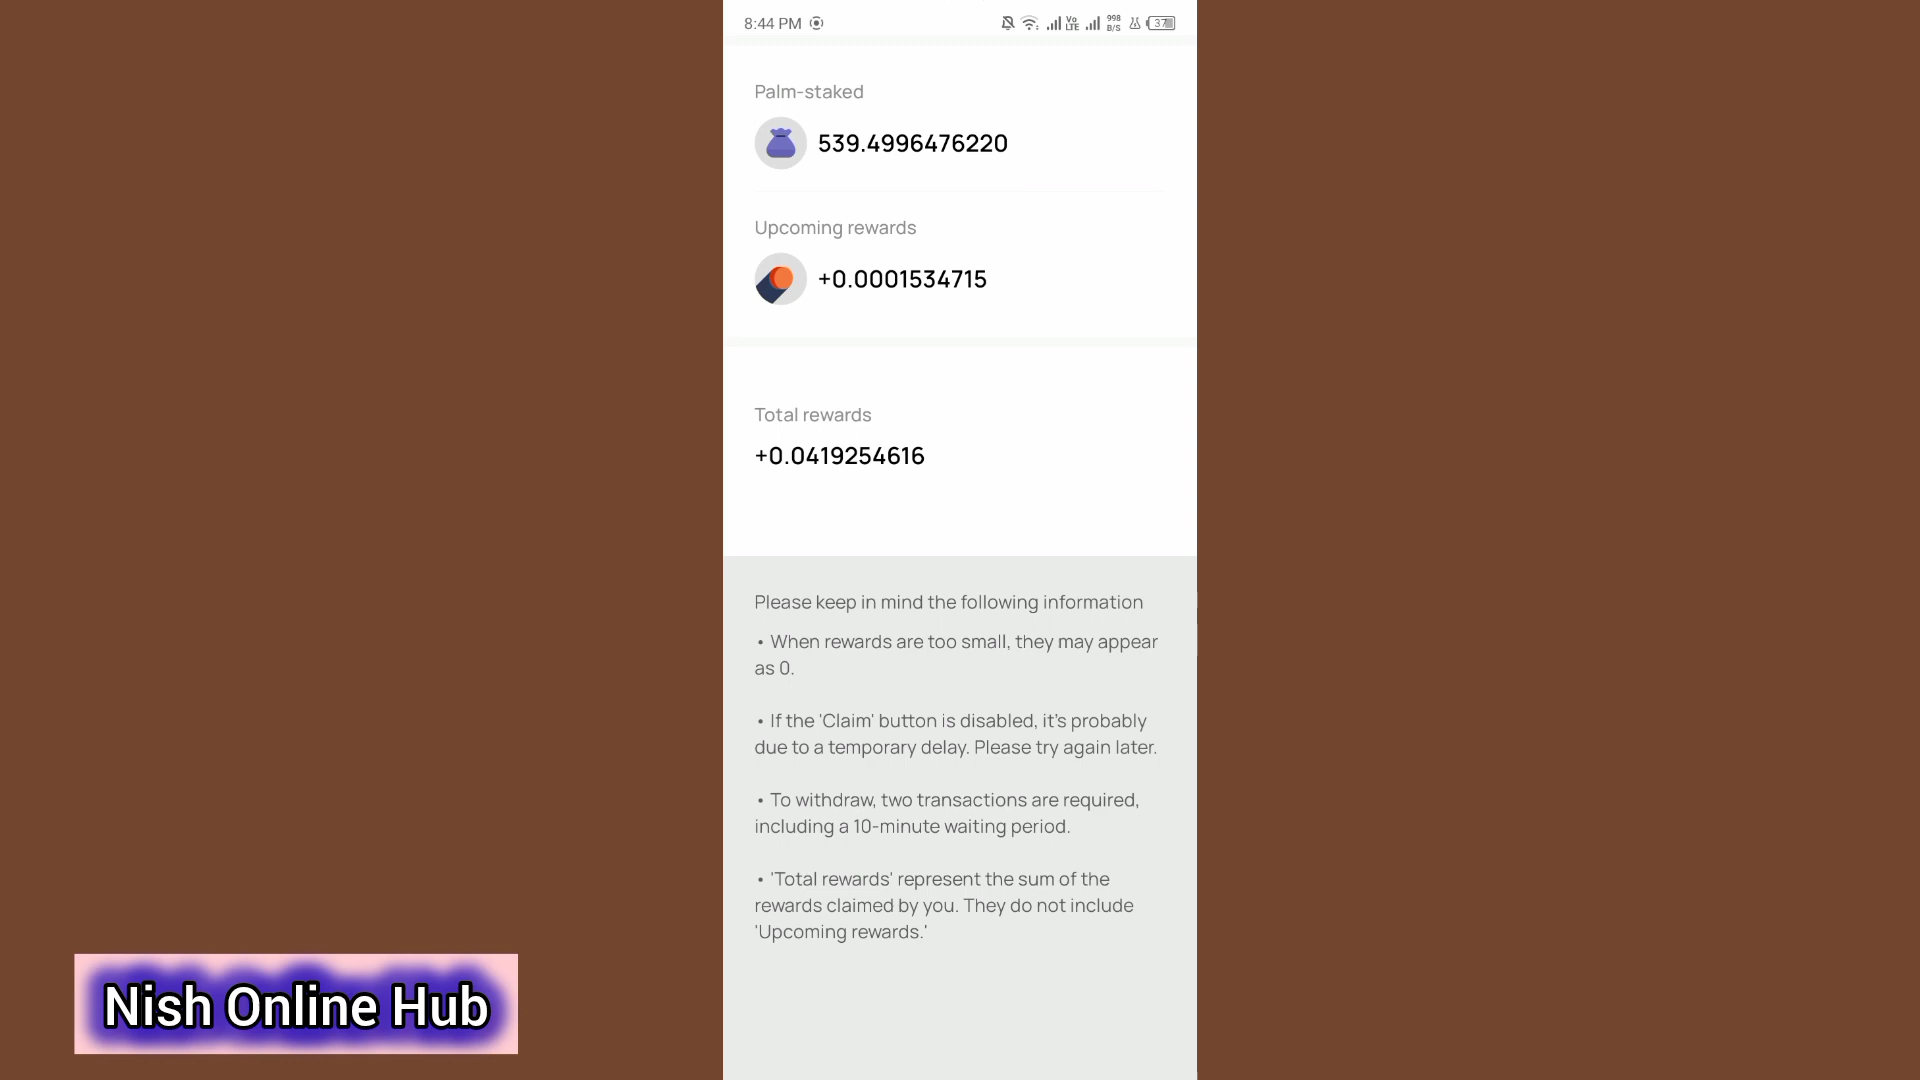 8:44 PM
Vo
LTE
998
B/S
37
Palm-staked
539.4996476220
Upcoming rewards
+0.0001534715
Total rewards
+0.0419254616
Please keep in mind the following information
• When rewards are too small, they may appear
as 0.
• If the 'Claim' button is disabled, it's probably
due to a temporary delay. Please try again later.
• To withdraw, two transactions are required,
including a 10-minute waiting period.
• 'Total rewards' represent the sum of the
rewards claimed by you. They do not include
'Upcoming rewards.'
Nish Online Hub